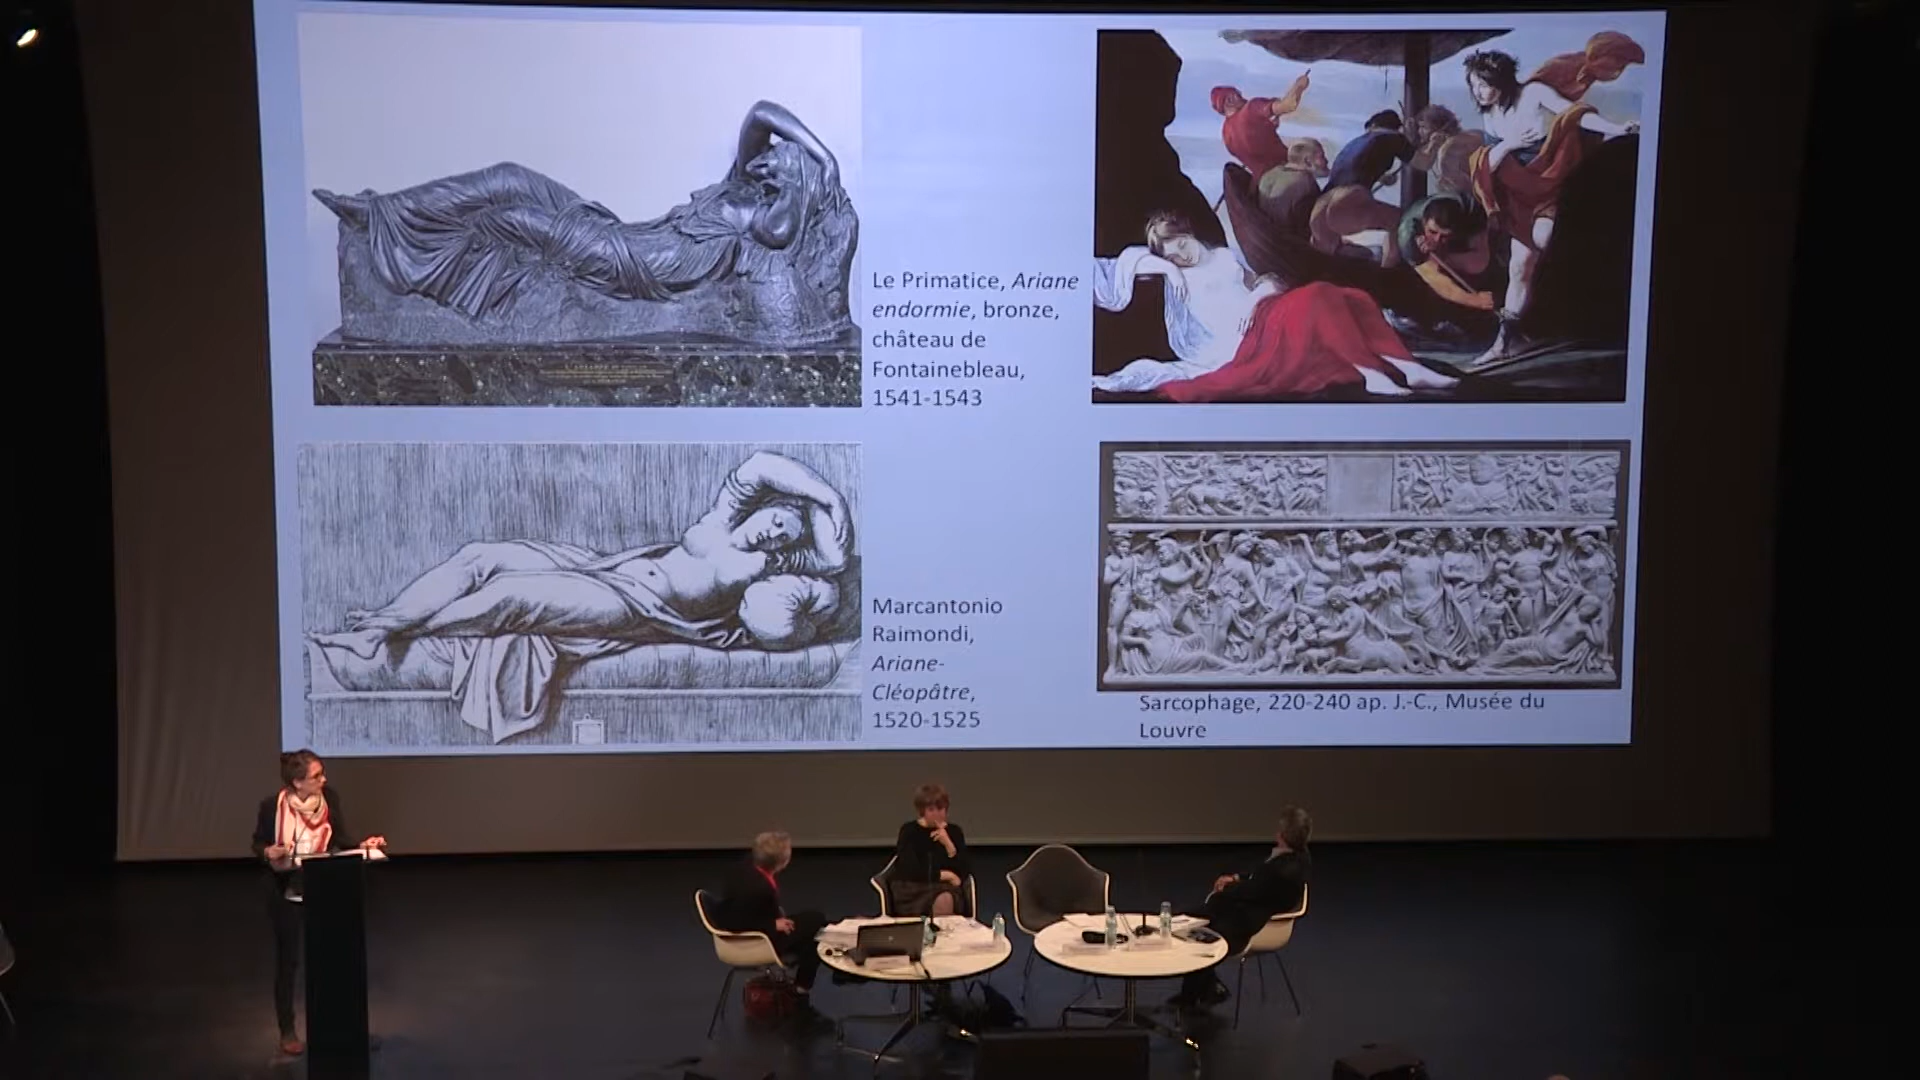 Le Primatice, Ariane
endormie, bronze,
château de
Fontainebleau,
1541-1543
Marcantonio
Raimondi,
Ariane-
Cléopâtre,
1520-1525
Sarcophage, 220-240 ap. J.-C., Musée du
Louvre